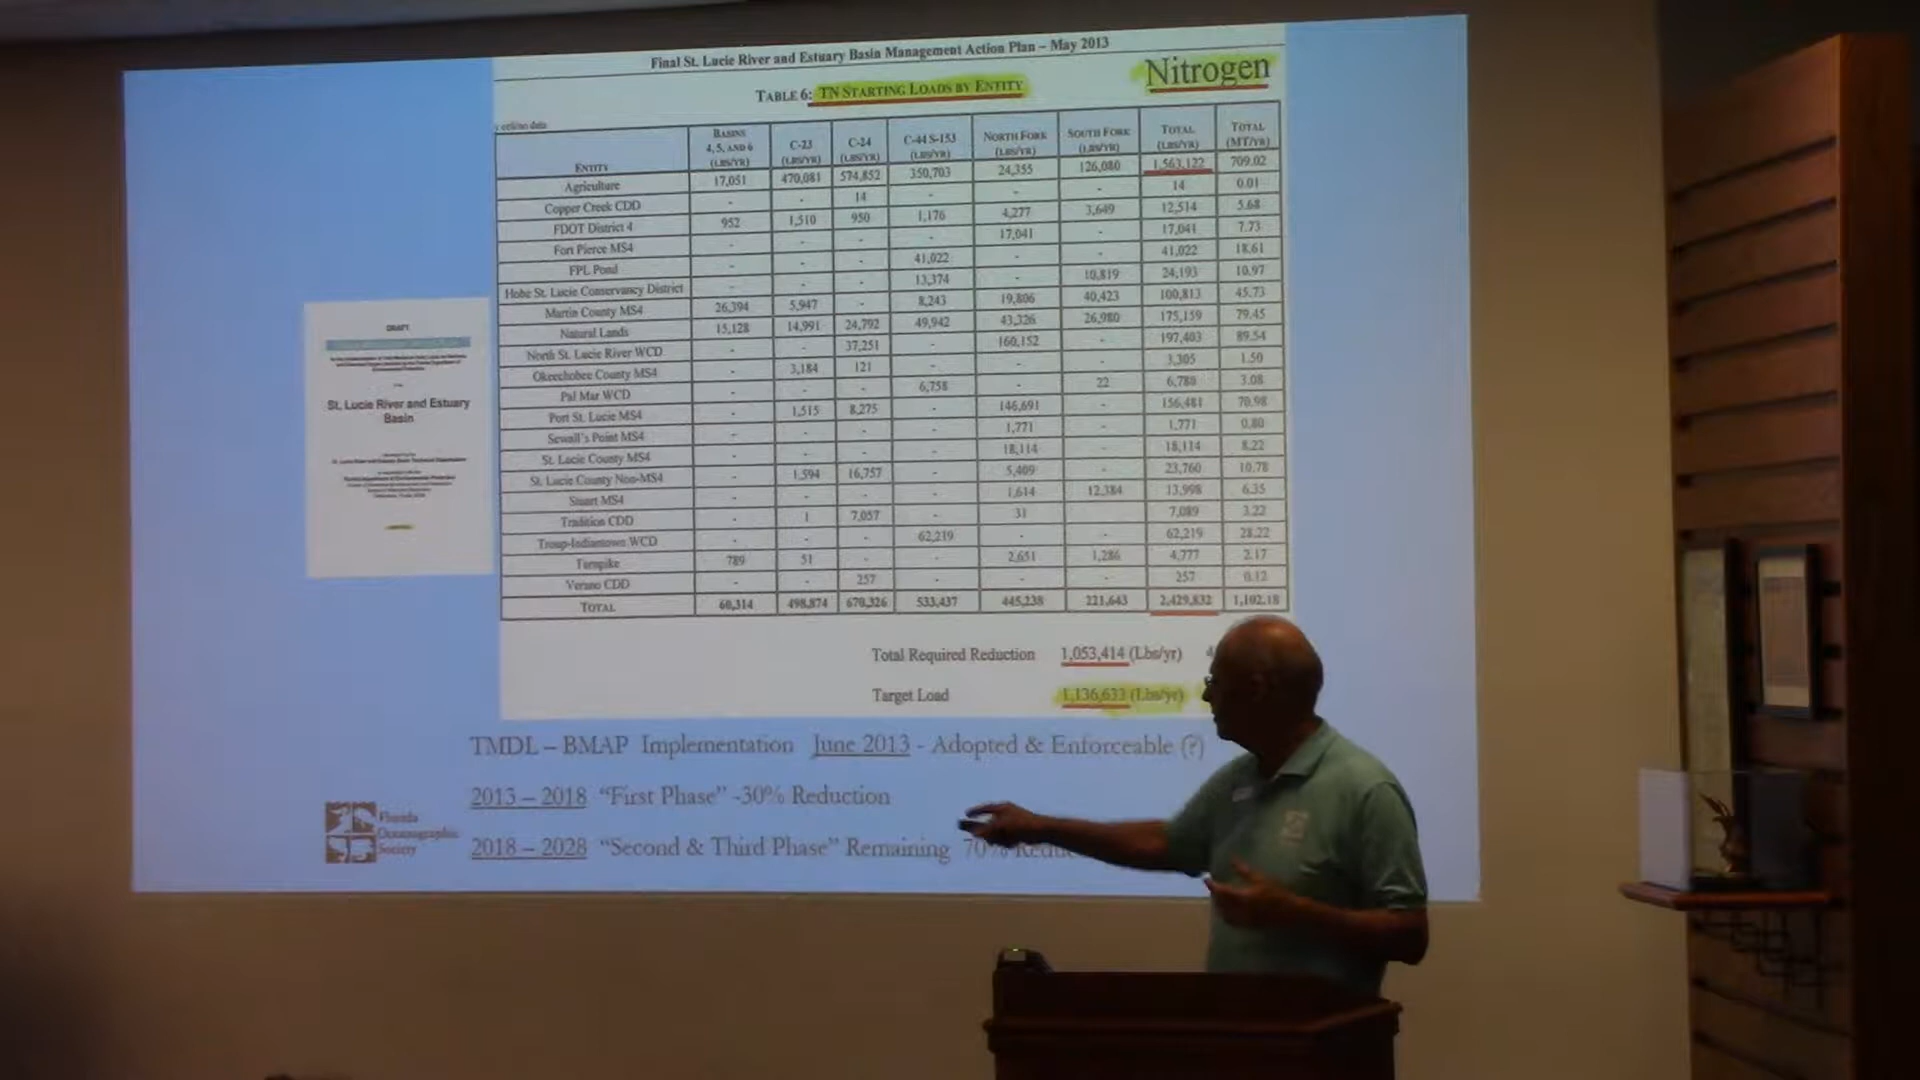 Final St. Lucie River and Estuary Basin Management Action Plan – May 2013
Nitrogen
TABLE 6: TN STARTING LOADS BY ENTITY
ENTITY BASINS 4, 5, AND 6 (LBS/YR) C-23 (LBS/YR) C-24 (LBS/YR) C-44 S-153 (LBS/YR) NORTH FORK (LBS/YR) SOUTH FORK (LBS/YR) TOTAL (LBS/YR) TOTAL (MT/YR)
Agriculture 17,051 470,081 574,852 350,703 24,355 126,080 1,563,122 709.02
Copper Creek CDD - - 14 - - - 14 0.01
FDOT District 4 952 1,510 950 1,176 4,277 3,649 12,514 5.68
Fort Pierce MS4 - - - - 17,041 - 17,041 7.73
FPL Pond - - - 41,022 - - 41,022 18.61
Hobe St. Lucie Conservancy District - - - 13,374 - 10,819 24,193 10.97
Martin County MS4 26,394 5,947 - 8,243 19,806 40,423 100,813 45.73
Natural Lands 15,128 14,991 24,792 49,942 43,326 26,980 175,159 79.45
North St. Lucie River WCD - - 37,251 - 160,152 - 197,403 89.54
Okeechobee County MS4 - 3,184 121 - - - 3,305 1.50
Pal Mar WCD - - - 6,758 - 22 6,780 3.08
Port St. Lucie MS4 - 1,515 8,275 - 146,691 - 156,481 70.98
Sewall's Point MS4 - - - - 1,771 - 1,771 0.80
St. Lucie County MS4 - - - - 18,114 - 18,114 8.22
St. Lucie County Non-MS4 - 1,594 16,757 - 5,409 - 23,760 10.78
Stuart MS4 - - - - 1,614 12,384 13,998 6.35
Tradition CDD - 1 7,057 - 31 7,089 3.22
Troup-Indiantown WCD - - - 62,219 - - 62,219 28.22
Turnpike 789 51 - - 2,651 1,286 4,777 2.17
Verano CDD - - 257 - - - 257 0.12
TOTAL 60,314 498,874 670,326 533,437 445,238 221,643 2,429,832 1,102.18
Total Required Reduction 1,053,414 (Lbs/yr) 4
Target Load 1,136,633 (Lbs/yr)
DRAFT
St. Lucie River and Estuary
Basin
TMDL – BMAP Implementation June 2013 - Adopted & Enforceable (?)
2013 – 2018 “First Phase” -30% Reduction
2018 – 2028 “Second & Third Phase” Remaining 70%
Florida
Oceanographic
Society